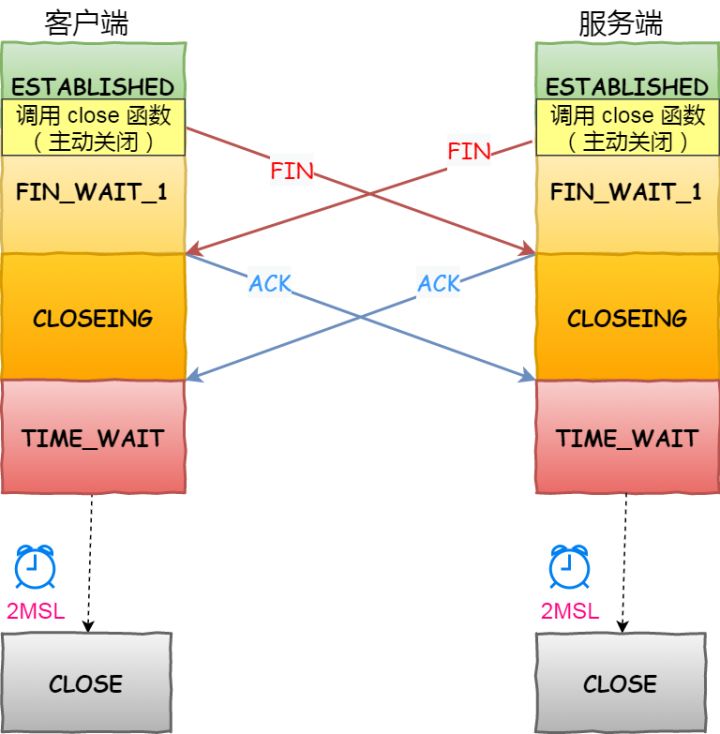 客户端
服务端
ESTABLISHED
ESTABLISHED
调用 close 函数
（主动关闭）
调用 close 函数
（主动关闭）
FIN
FIN
FIN_WAIT_1
FIN_WAIT_1
ACK
ACK
CLOSEING
CLOSEING
TIME_WAIT
TIME_WAIT
2MSL
2MSL
CLOSE
CLOSE